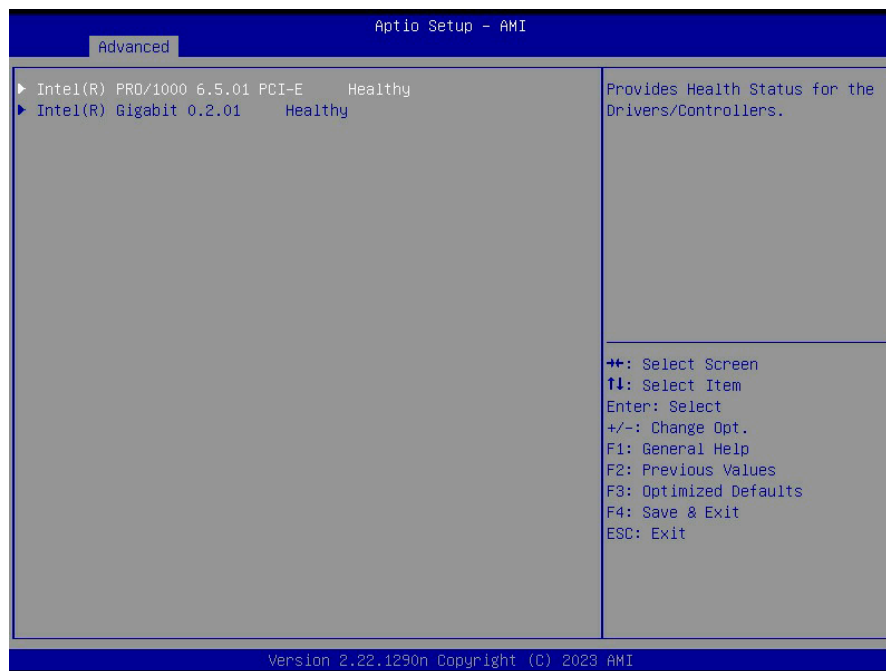 Aptio Setup – AMI
Advanced
▶ Intel(R) PRO/1000 6.5.01 PCI-E Healthy
▶ Intel(R) Gigabit 0.2.01 Healthy
Provides Health Status for the
Drivers/Controllers.
→←: Select Screen
↑↓: Select Item
Enter: Select
+/-: Change Opt.
F1: General Help
F2: Previous Values
F3: Optimized Defaults
F4: Save & Exit
ESC: Exit
Version 2.22.1290n Copyright (C) 2023 AMI